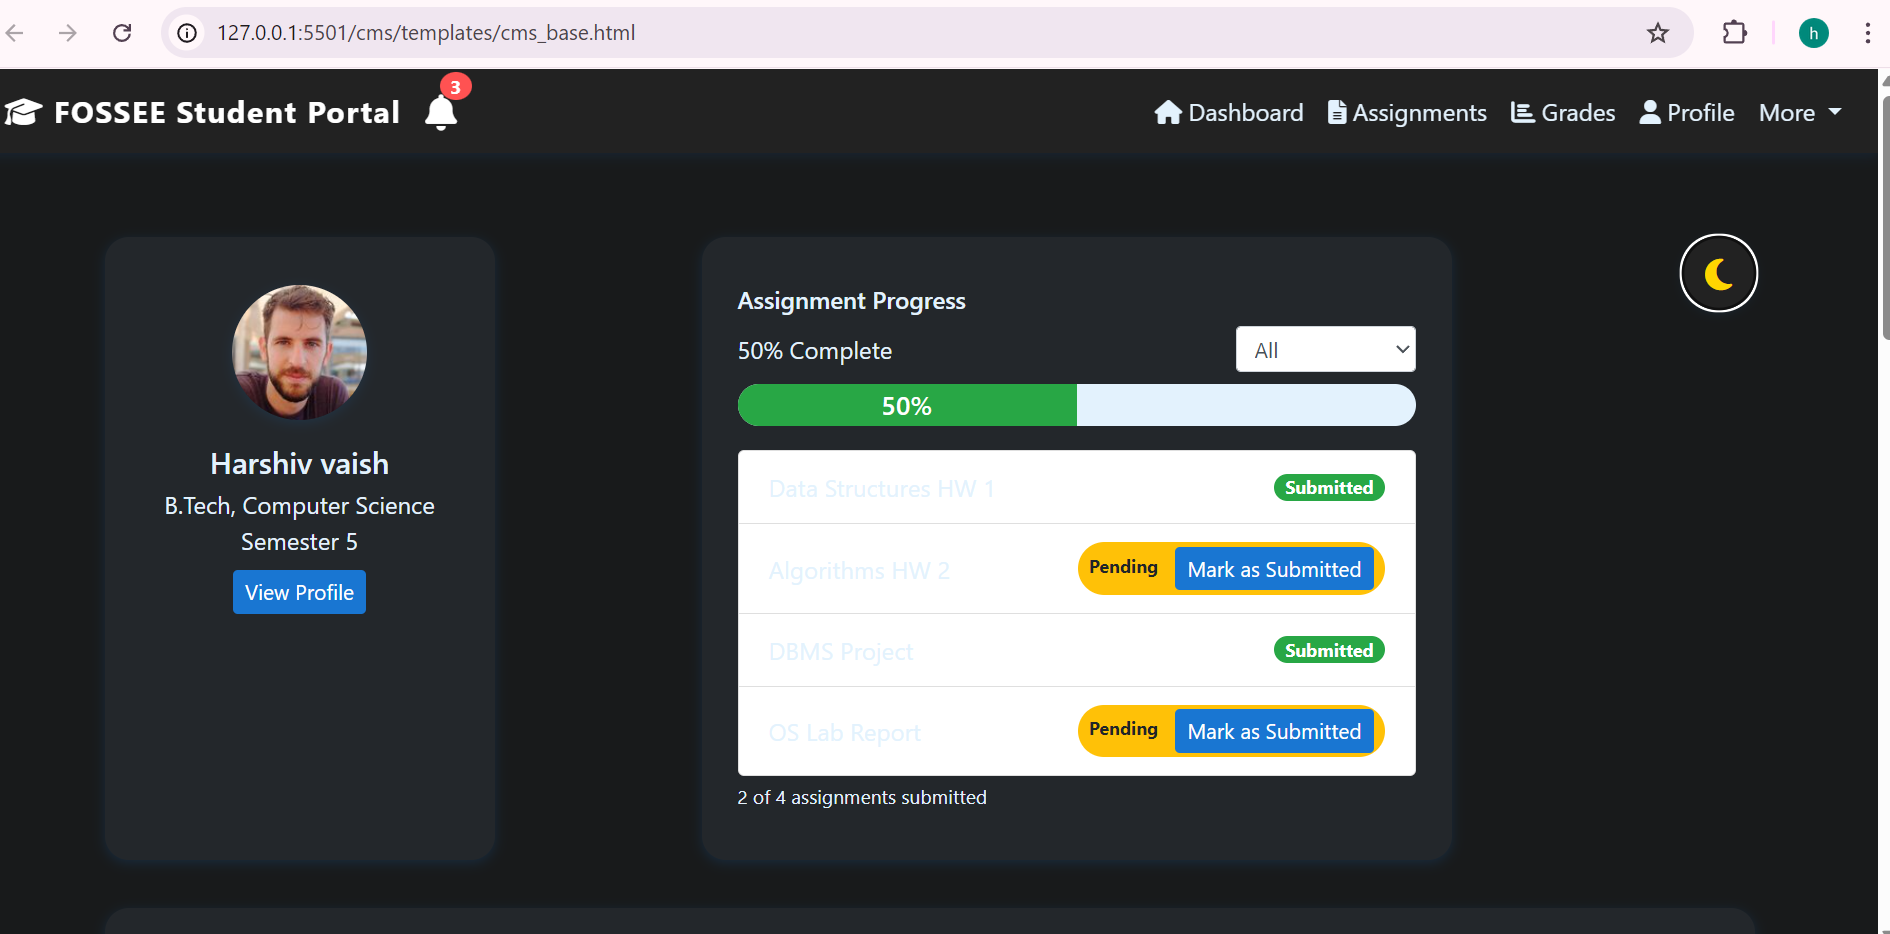 127.0.0.1:5501/cms/templates/cms_base.html
h
FOSSEE Student Portal
3
Dashboard
Assignments
Grades
Profile
More
Harshiv vaish
B.Tech, Computer Science
Semester 5
View Profile
Assignment Progress
50% Complete
All
50%
Data Structures HW 1 Submitted
Algorithms HW 2 Pending Mark as Submitted
DBMS Project Submitted
OS Lab Report Pending Mark as Submitted
2 of 4 assignments submitted